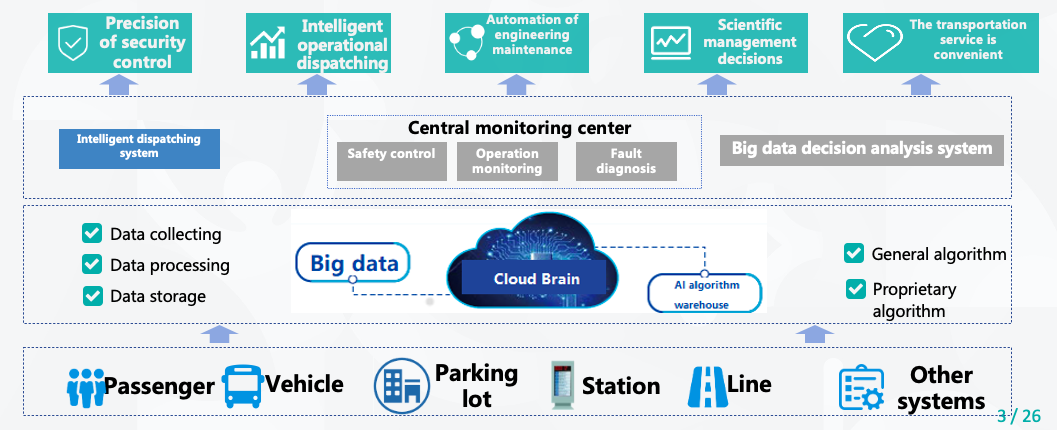 Precision
of security
control
Intelligent
operational
dispatching
Automation of
engineering
maintenance
Scientific
management
decisions
The transportation
service is
convenient
Intelligent dispatching
system
Central monitoring center
Safety control
Operation
monitoring
Fault
diagnosis
Big data decision analysis system
Data collecting
Data processing
Data storage
Big data
Cloud Brain
AI algorithm
warehouse
General algorithm
Proprietary
algorithm
Passenger
Vehicle
Parking
lot
Station
Line
Other
systems
3 / 26